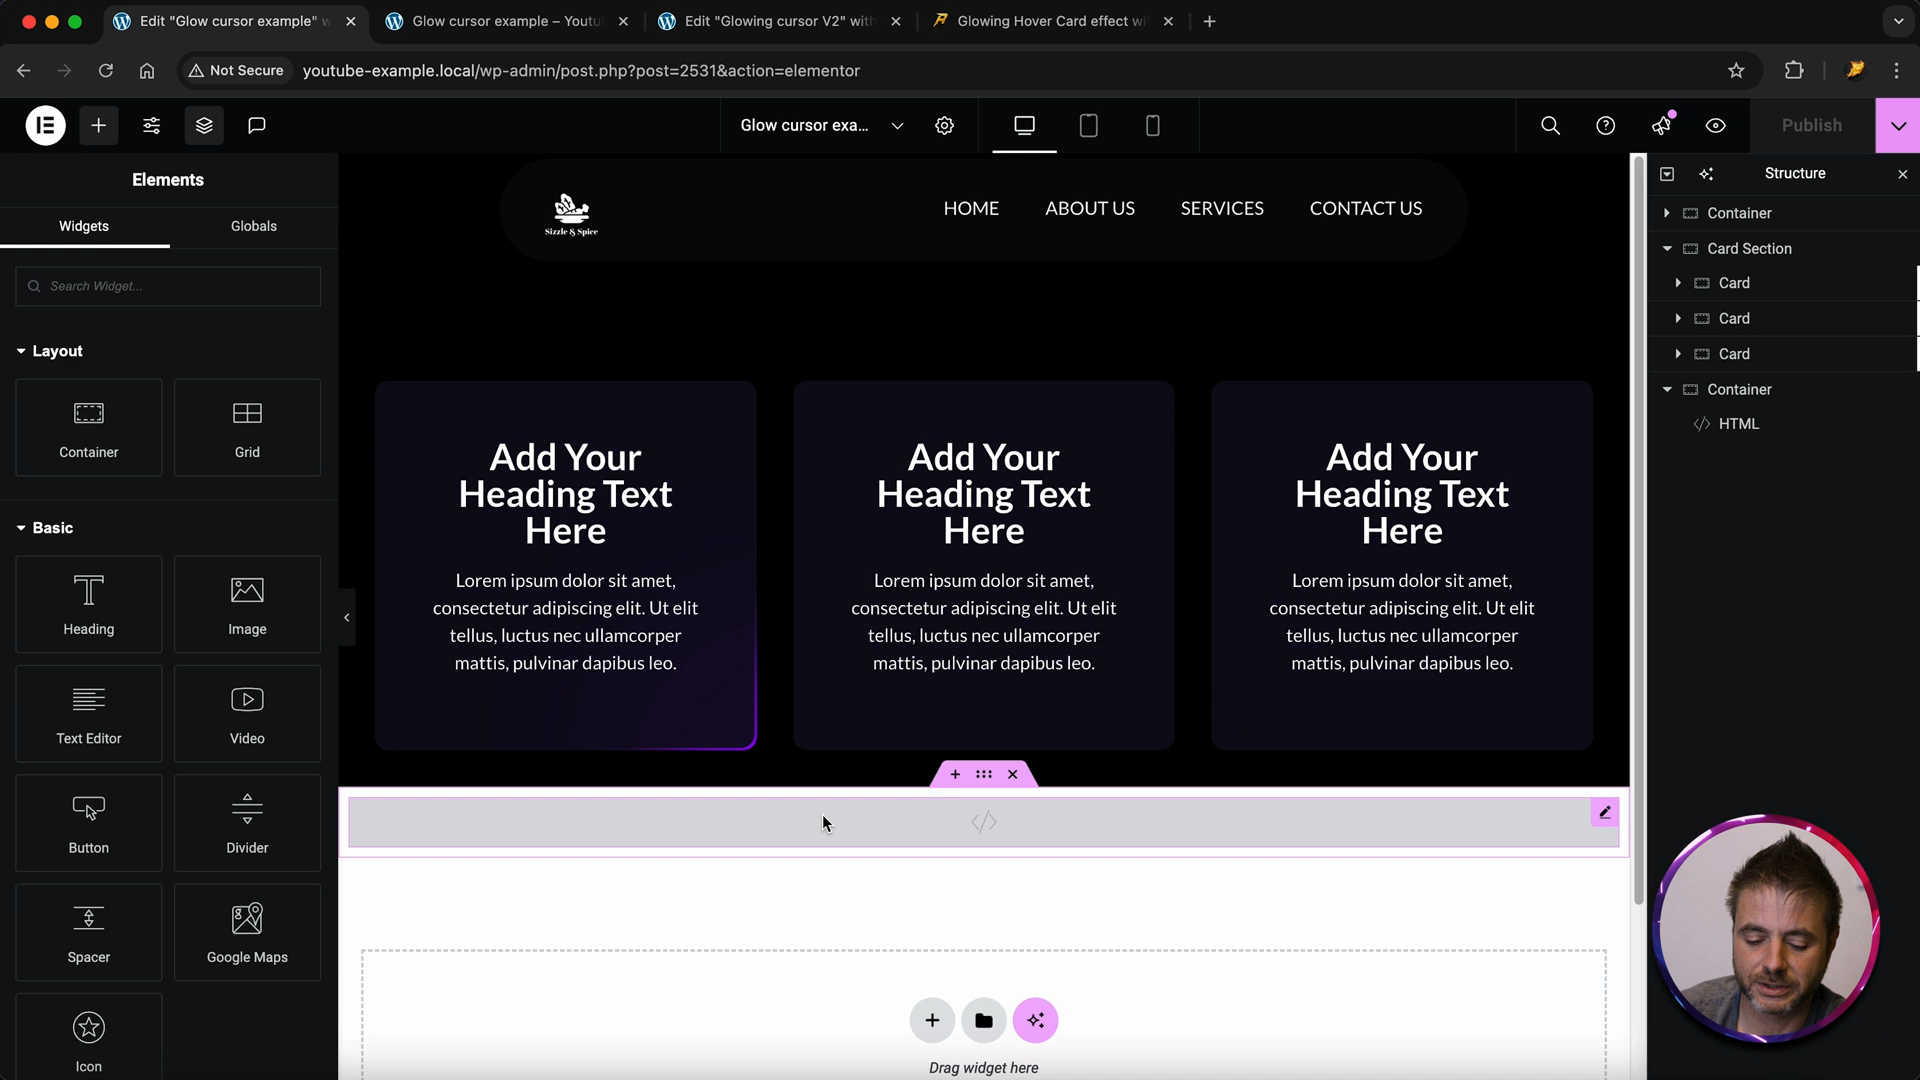 Edit "Glow cursor example" w
Glow cursor example – Youtu
Edit "Glowing cursor V2" with
Glowing Hover Card effect wi
Not Secure
youtube-example.local/wp-admin/post.php?post=2531&action=elementor
Glow cursor exa...
Publish
Elements
Widgets
Globals
Search Widget...
Layout
Container
Grid
Basic
Heading
Image
Text Editor
Video
Button
Divider
Spacer
Google Maps
Icon
Sizzle & Spice
HOME
ABOUT US
SERVICES
CONTACT US
Add Your
Heading Text
Here
Lorem ipsum dolor sit amet,
consectetur adipiscing elit. Ut elit
tellus, luctus nec ullamcorper
mattis, pulvinar dapibus leo.
Add Your
Heading Text
Here
Lorem ipsum dolor sit amet,
consectetur adipiscing elit. Ut elit
tellus, luctus nec ullamcorper
mattis, pulvinar dapibus leo.
Add Your
Heading Text
Here
Lorem ipsum dolor sit amet,
consectetur adipiscing elit. Ut elit
tellus, luctus nec ullamcorper
mattis, pulvinar dapibus leo.
Drag widget here
Structure
Container
Card Section
Card
Card
Card
Container
HTML